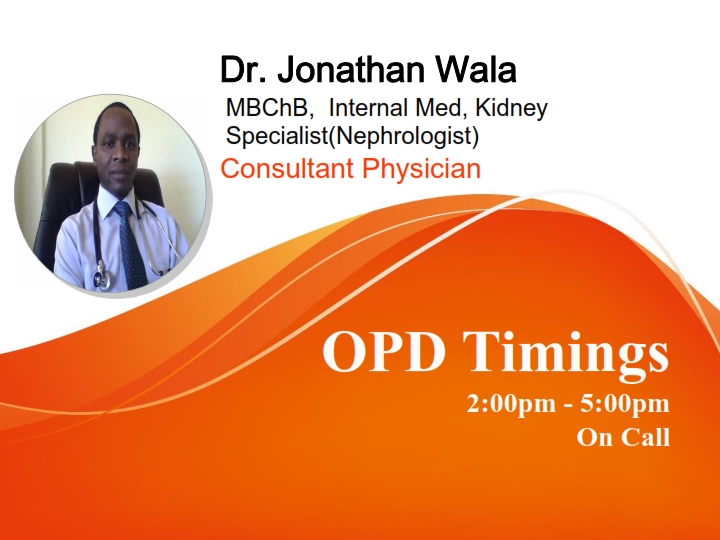 Dr. Jonathan Wala
MBChB,  Internal Med, Kidney
Specialist(Nephrologist)
Consultant Physician
OPD Timings
2:00pm - 5:00pm
On Call